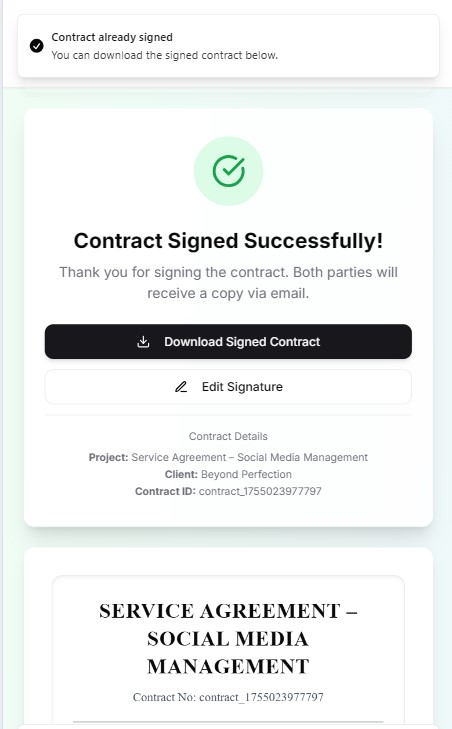 Contract already signed
You can download the signed contract below.
Contract Signed Successfully!
Thank you for signing the contract. Both parties will
receive a copy via email.
Download Signed Contract
Edit Signature
Contract Details
Project: Service Agreement – Social Media Management
Client: Beyond Perfection
Contract ID: contract_1755023977797
SERVICE AGREEMENT –
SOCIAL MEDIA
MANAGEMENT
Contract No: contract_1755023977797